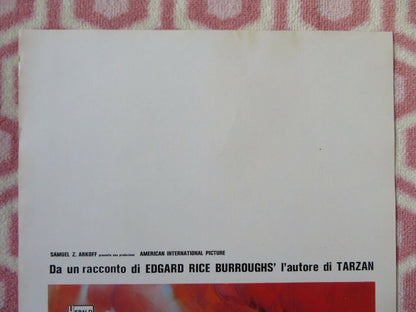 SAMUEL Z. ARKOFF presenta una produzione AMERICAN INTERNATIONAL PICTURE
Da un racconto di EDGARD RICE BURROUGHS' l'autore di TARZAN